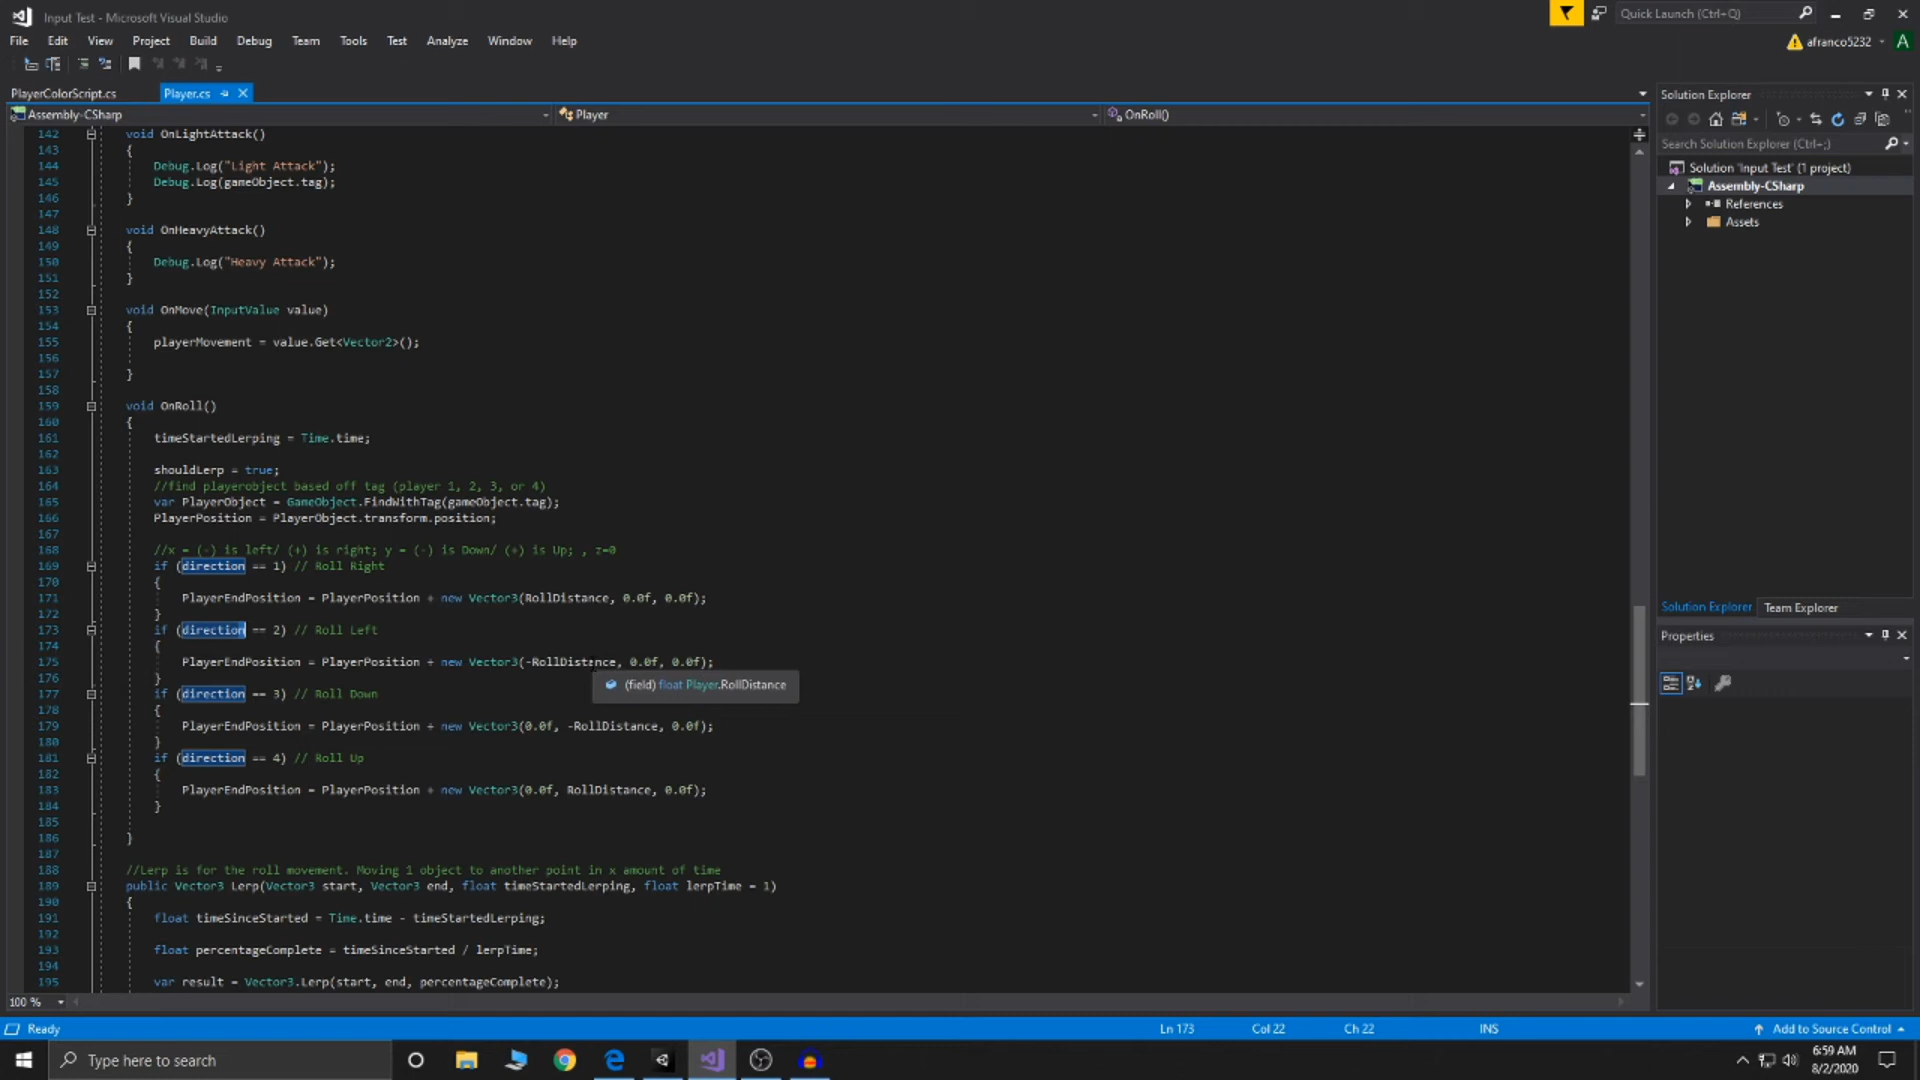 Input Test - Microsoft Visual Studio
Quick Launch (Ctrl+Q)
File Edit View Project Build Debug Team Tools Test Analyze Window Help
afranco5232 A
PlayerColorScript.cs Player.cs
Assembly-CSharp Player OnRoll()
142 void OnLightAttack()
143 {
144 Debug.Log("Light Attack");
145 Debug.Log(gameObject.tag);
146 }
147
148 void OnHeavyAttack()
149 {
150 Debug.Log("Heavy Attack");
151 }
152
153 void OnMove(InputValue value)
154 {
155 playerMovement = value.Get<Vector2>();
156
157 }
158
159 void OnRoll()
160 {
161 timeStartedLerping = Time.time;
162
163 shouldLerp = true;
164 //find playerobject based off tag (player 1, 2, 3, or 4)
165 var PlayerObject = GameObject.FindWithTag(gameObject.tag);
166 PlayerPosition = PlayerObject.transform.position;
167
168 //x = (-) is left/ (+) is right; y = (-) is Down/ (+) is Up; , z=0
169 if (direction == 1) // Roll Right
170 {
171 PlayerEndPosition = PlayerPosition + new Vector3(RollDistance, 0.0f, 0.0f);
172 }
173 if (direction == 2) // Roll Left
174 {
175 PlayerEndPosition = PlayerPosition + new Vector3(-RollDistance, 0.0f, 0.0f);
176 }
(field) float Player.RollDistance
177 if (direction == 3) // Roll Down
178 {
179 PlayerEndPosition = PlayerPosition + new Vector3(0.0f, -RollDistance, 0.0f);
180 }
181 if (direction == 4) // Roll Up
182 {
183 PlayerEndPosition = PlayerPosition + new Vector3(0.0f, RollDistance, 0.0f);
184 }
185
186 }
187
188 //Lerp is for the roll movement. Moving 1 object to another point in x amount of time
189 public Vector3 Lerp(Vector3 start, Vector3 end, float timeStartedLerping, float lerpTime = 1)
190 {
191 float timeSinceStarted = Time.time - timeStartedLerping;
192
193 float percentageComplete = timeSinceStarted / lerpTime;
194
195 var result = Vector3.Lerp(start, end, percentageComplete);
100 %
Solution Explorer
Search Solution Explorer (Ctrl+;)
Solution 'Input Test' (1 project)
Assembly-CSharp
References
Assets
Solution Explorer Team Explorer
Properties
Ready Ln 173 Col 22 Ch 22 INS Add to Source Control
Type here to search
6:59 AM
8/2/2020